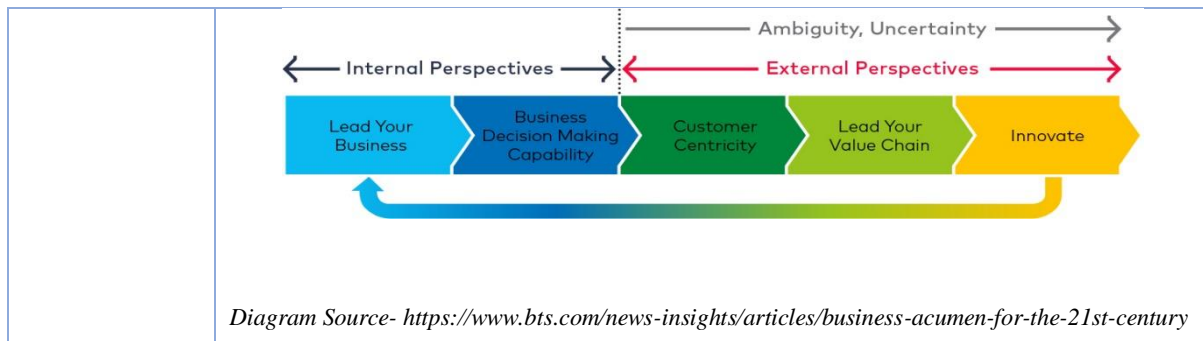 Ambiguity, Uncertainty
Internal Perspectives
External Perspectives
Lead Your
Business
Business
Decision Making
Capability
Customer
Centricity
Lead Your
Value Chain
Innovate
Diagram Source- https://www.bts.com/news-insights/articles/business-acumen-for-the-21st-century